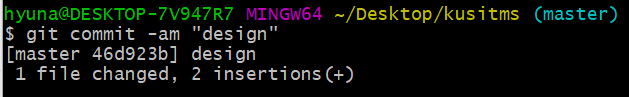 hyuna@DESKTOP-7V947R7 MINGW64 ~/Desktop/kusitms (master)
$ git commit -am "design"
[master 46d923b] design
 1 file changed, 2 insertions(+)